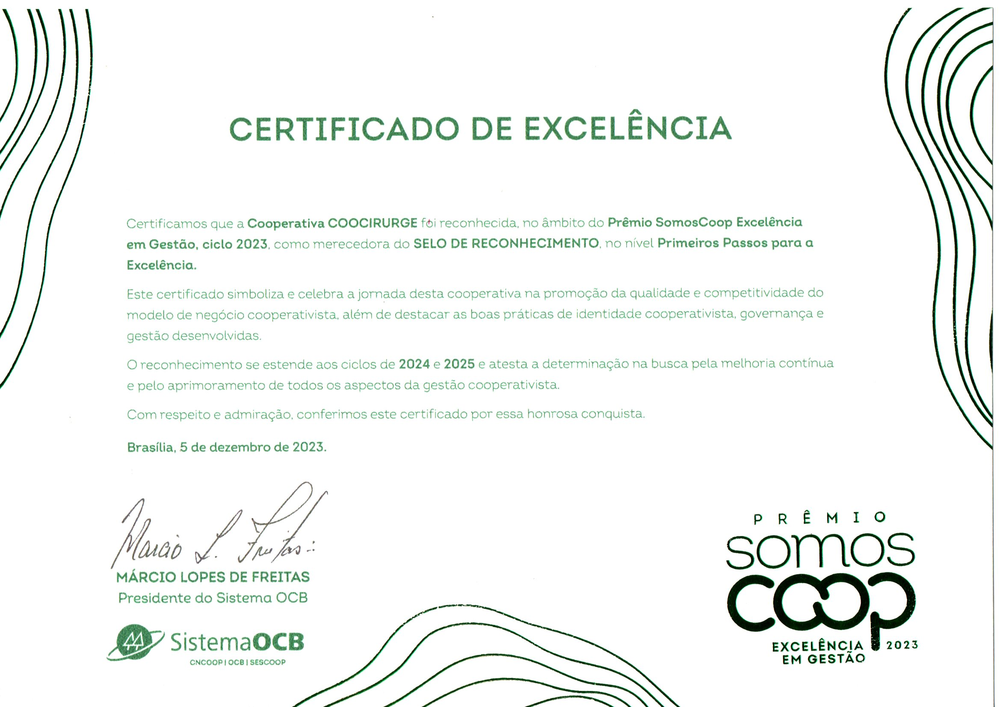 CERTIFICADO DE EXCELÊNCIA
Certificamos que a Cooperativa COOCIRURGE foi reconhecida, no âmbito do Prêmio SomosCoop Excelência
em Gestão, ciclo 2023, como merecedora do SELO DE RECONHECIMENTO, no nível Primeiros Passos para a
Excelência.
Este certificado simboliza e celebra a jornada desta cooperativa na promoção da qualidade e competitividade do
modelo de negócio cooperativista, além de destacar as boas práticas de identidade cooperativista, governança e
gestão desenvolvidas.
O reconhecimento se estende aos ciclos de 2024 e 2025 e atesta a determinação na busca pela melhoria contínua
e pelo aprimoramento de todos os aspectos da gestão cooperativista.
Com respeito e admiração, conferimos este certificado por essa honrosa conquista.
Brasília, 5 de dezembro de 2023.
Marcio L. Freitas
MÁRCIO LOPES DE FREITAS
Presidente do Sistema OCB
SistemaOCB
CNCOOP | OCB | SESCOOP
PRÊMIO
somos
coop
EXCELÊNCIA 2023
EM GESTÃO